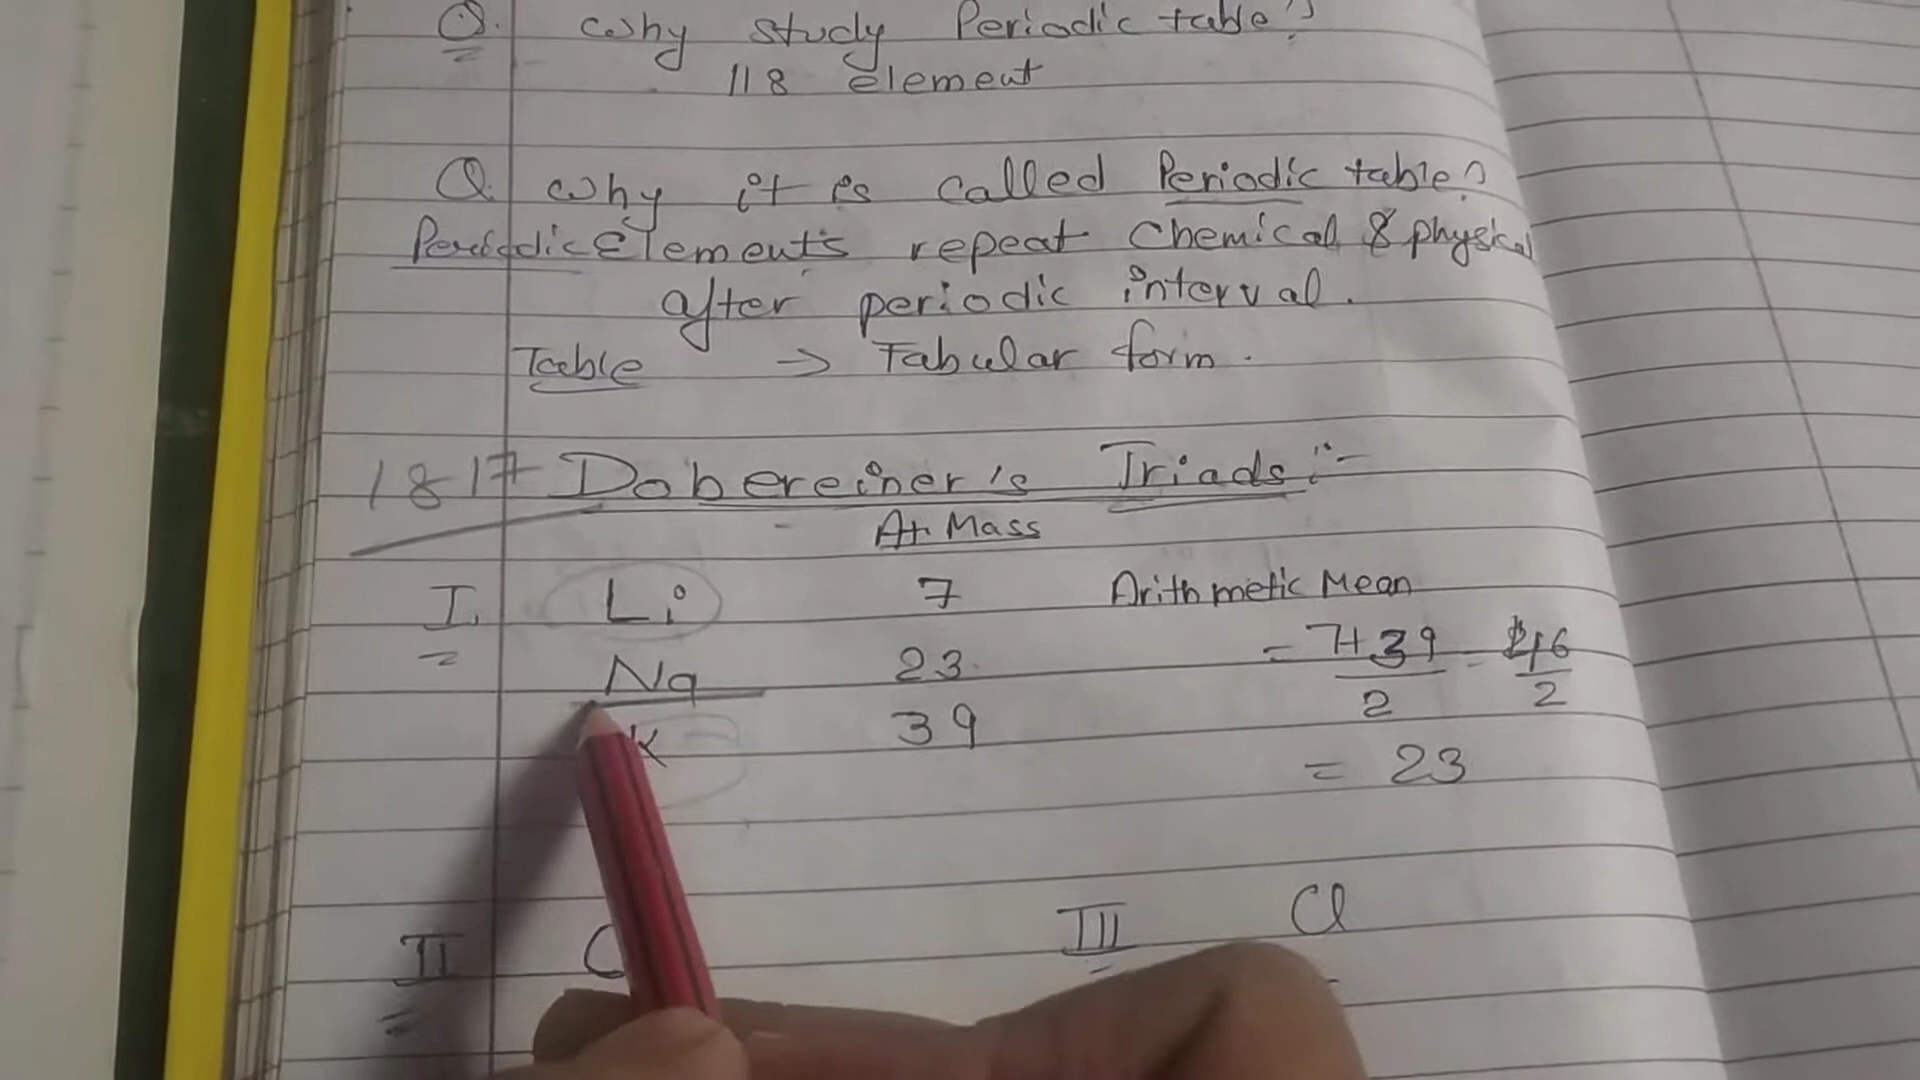 Q. Why study Periodic table?
118 element
Q. Why it is called Periodic table?
Periodic Elements repeat Chemical & physical
after periodic interval.
Table → Tabular form.
1817 Dobereiner's Triads :-
At. Mass
I. Li 7 Arithmetic Mean
Na 23 = 7+39/2 = 46/2
K 39 = 23
II C III Cl